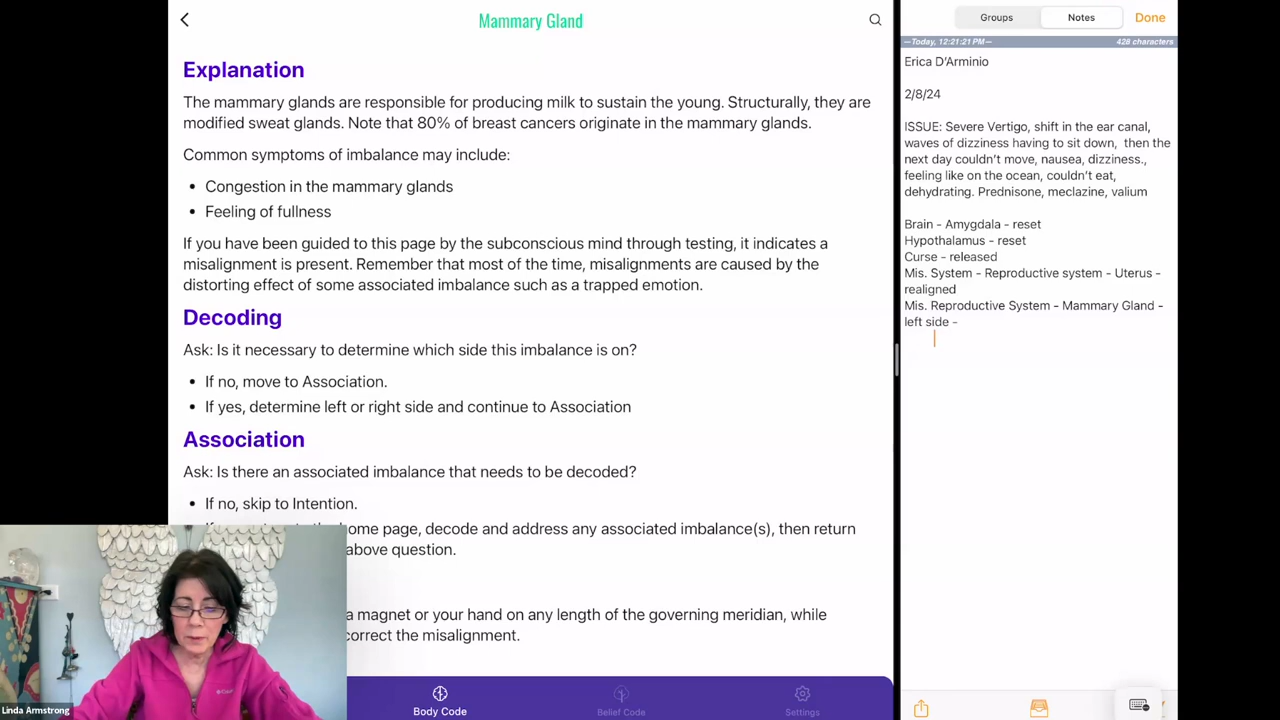 Mammary Gland
Explanation
The mammary glands are responsible for producing milk to sustain the young. Structurally, they are
modified sweat glands. Note that 80% of breast cancers originate in the mammary glands.
Common symptoms of imbalance may include:
• Congestion in the mammary glands
• Feeling of fullness
If you have been guided to this page by the subconscious mind through testing, it indicates a
misalignment is present. Remember that most of the time, misalignments are caused by the
distorting effect of some associated imbalance such as a trapped emotion.
Decoding
Ask: Is it necessary to determine which side this imbalance is on?
• If no, move to Association.
• If yes, determine left or right side and continue to Association
Association
Ask: Is there an associated imbalance that needs to be decoded?
• If no, skip to Intention.
home page, decode and address any associated imbalance(s), then return
above question.
a magnet or your hand on any length of the governing meridian, while
correct the misalignment.
Linda Armstrong
Body Code
Belief Code
Settings
Groups
Notes
Done
—Today, 12:21:21 PM—
428 characters
Erica D'Arminio
2/8/24
ISSUE: Severe Vertigo, shift in the ear canal,
waves of dizziness having to sit down, then the
next day couldn't move, nausea, dizziness.,
feeling like on the ocean, couldn't eat,
dehydrating. Prednisone, meclazine, valium
Brain - Amygdala - reset
Hypothalamus - reset
Curse - released
Mis. System - Reproductive system - Uterus -
realigned
Mis. Reproductive System - Mammary Gland -
left side -